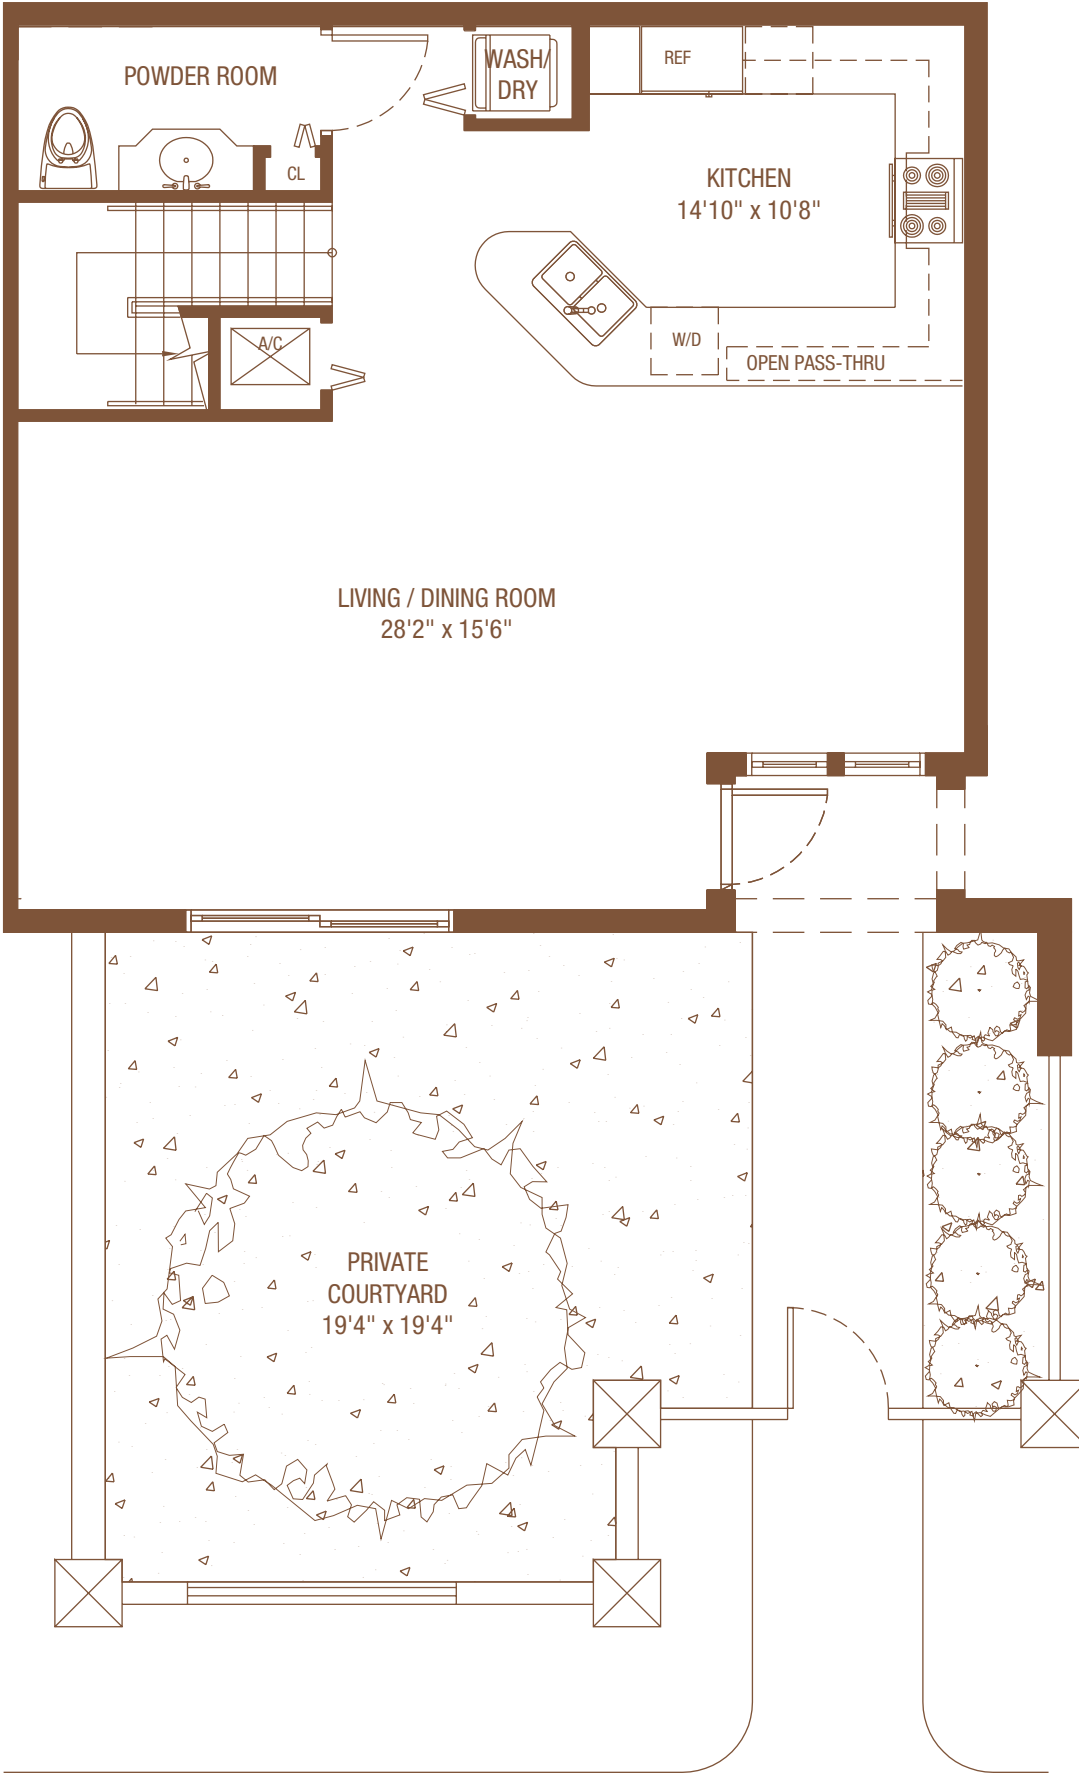 POWDER ROOM
WASH/
DRY
REF
CL
KITCHEN
14'10" x 10'8"
A/C
W/D
OPEN PASS-THRU
LIVING / DINING ROOM
28'2" x 15'6"
PRIVATE
COURTYARD
19'4" x 19'4"